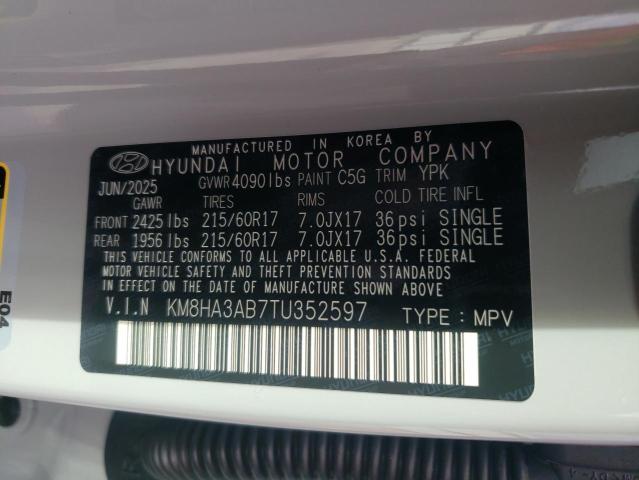 MANUFACTURED IN KOREA BY
HYUNDAI MOTOR COMPANY
JUN/2025 GVWR 4090lbs PAINT C5G TRIM YPK
GAWR TIRES RIMS COLD TIRE INFL
FRONT 2425lbs 215/60R17 7.0JX17 36psi SINGLE
REAR 1956lbs 215/60R17 7.0JX17 36psi SINGLE
THIS VEHICLE CONFORMS TO ALL APPLICABLE U.S.A. FEDERAL
MOTOR VEHICLE SAFETY AND THEFT PREVENTION STANDARDS
IN EFFECT ON THE DATE OF MANUFACTURE SHOWN ABOVE.
V.I.N KM8HA3AB7TU352597 TYPE: MPV
E04